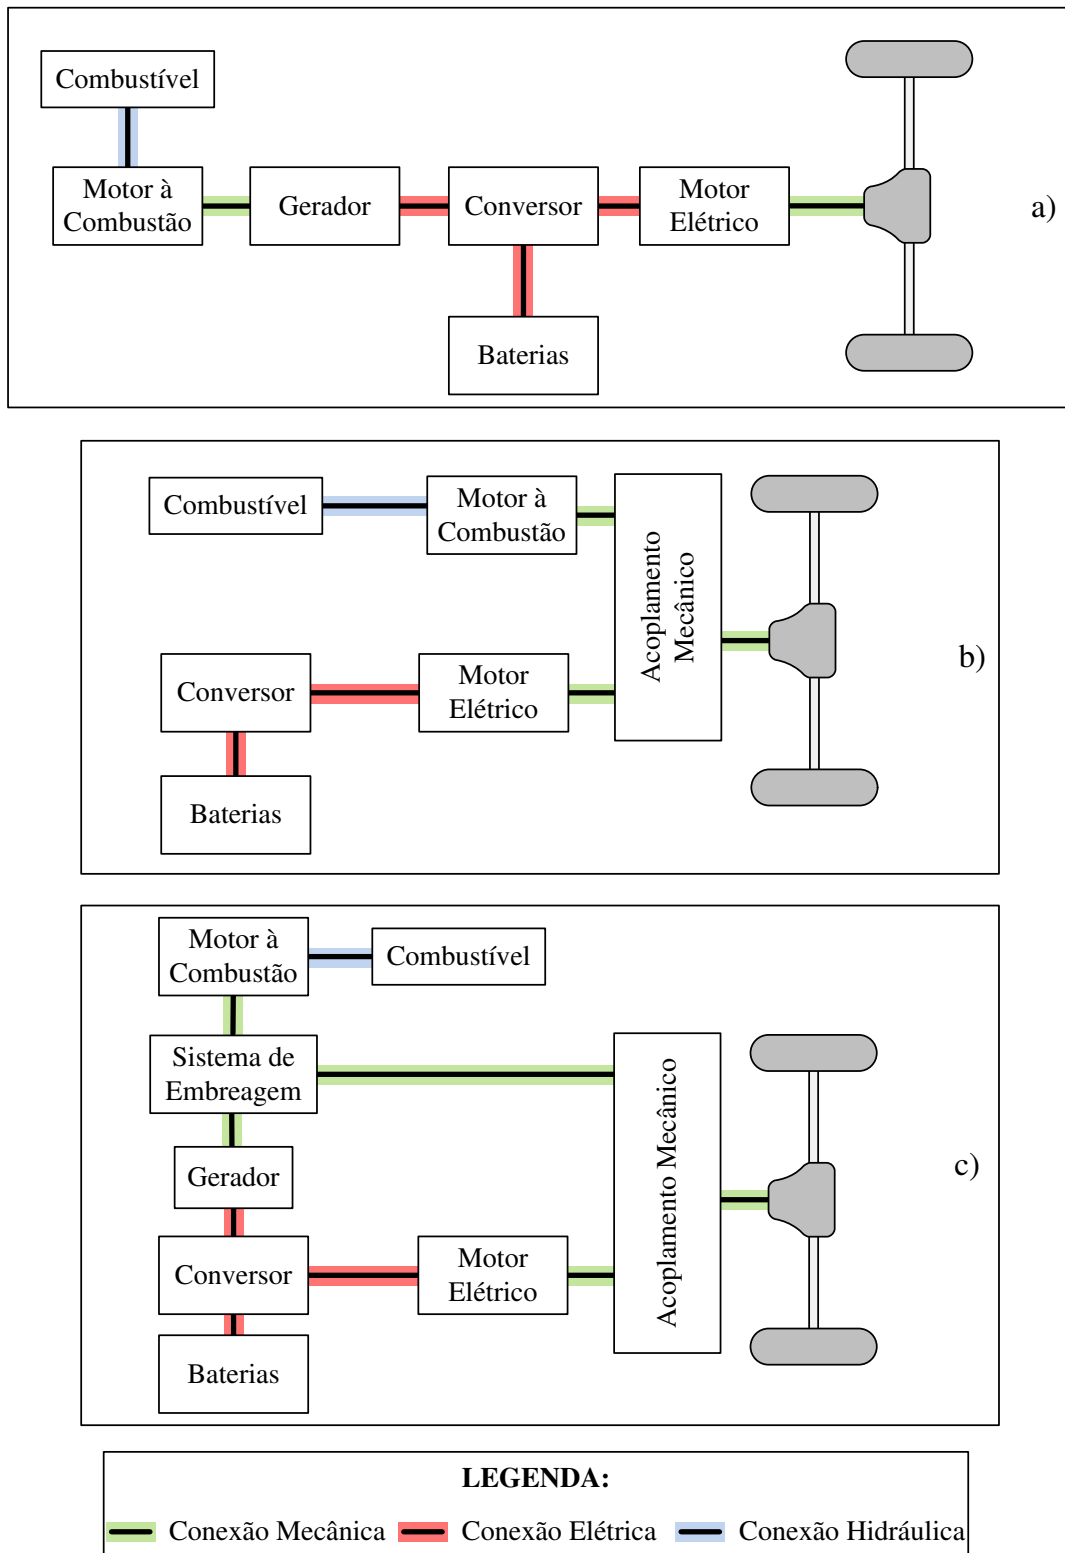 Combustível
Motor à
Combustão
Gerador
Conversor
Motor
Elétrico
a)
Baterias
Combustível
Motor à
Combustão
Acoplamento
Mecânico
b)
Conversor
Motor
Elétrico
Baterias
Motor à
Combustão
Combustível
Sistema de
Embreagem
Acoplamento Mecânico
c)
Gerador
Conversor
Motor
Elétrico
Baterias
LEGENDA:
Conexão Mecânica Conexão Elétrica Conexão Hidráulica